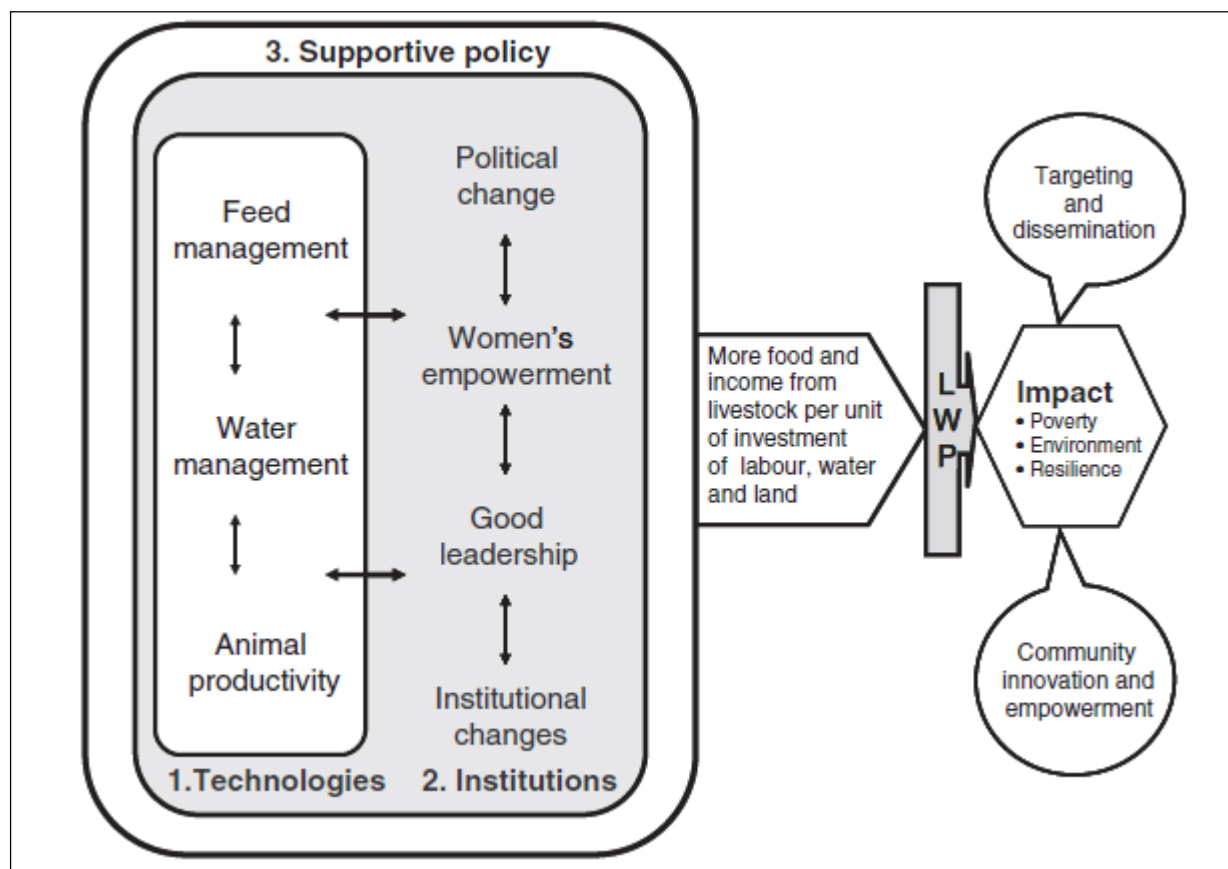 3. Supportive policy
Feed
management
Water
management
Animal
productivity
1.Technologies
Political
change
Women's
empowerment
Good
leadership
Institutional
changes
2. Institutions
More food and
income from
livestock per unit
of investment
of labour, water
and land
L
W
P
Targeting
and
dissemination
Impact
• Poverty
• Environment
• Resilience
Community
innovation and
empowerment